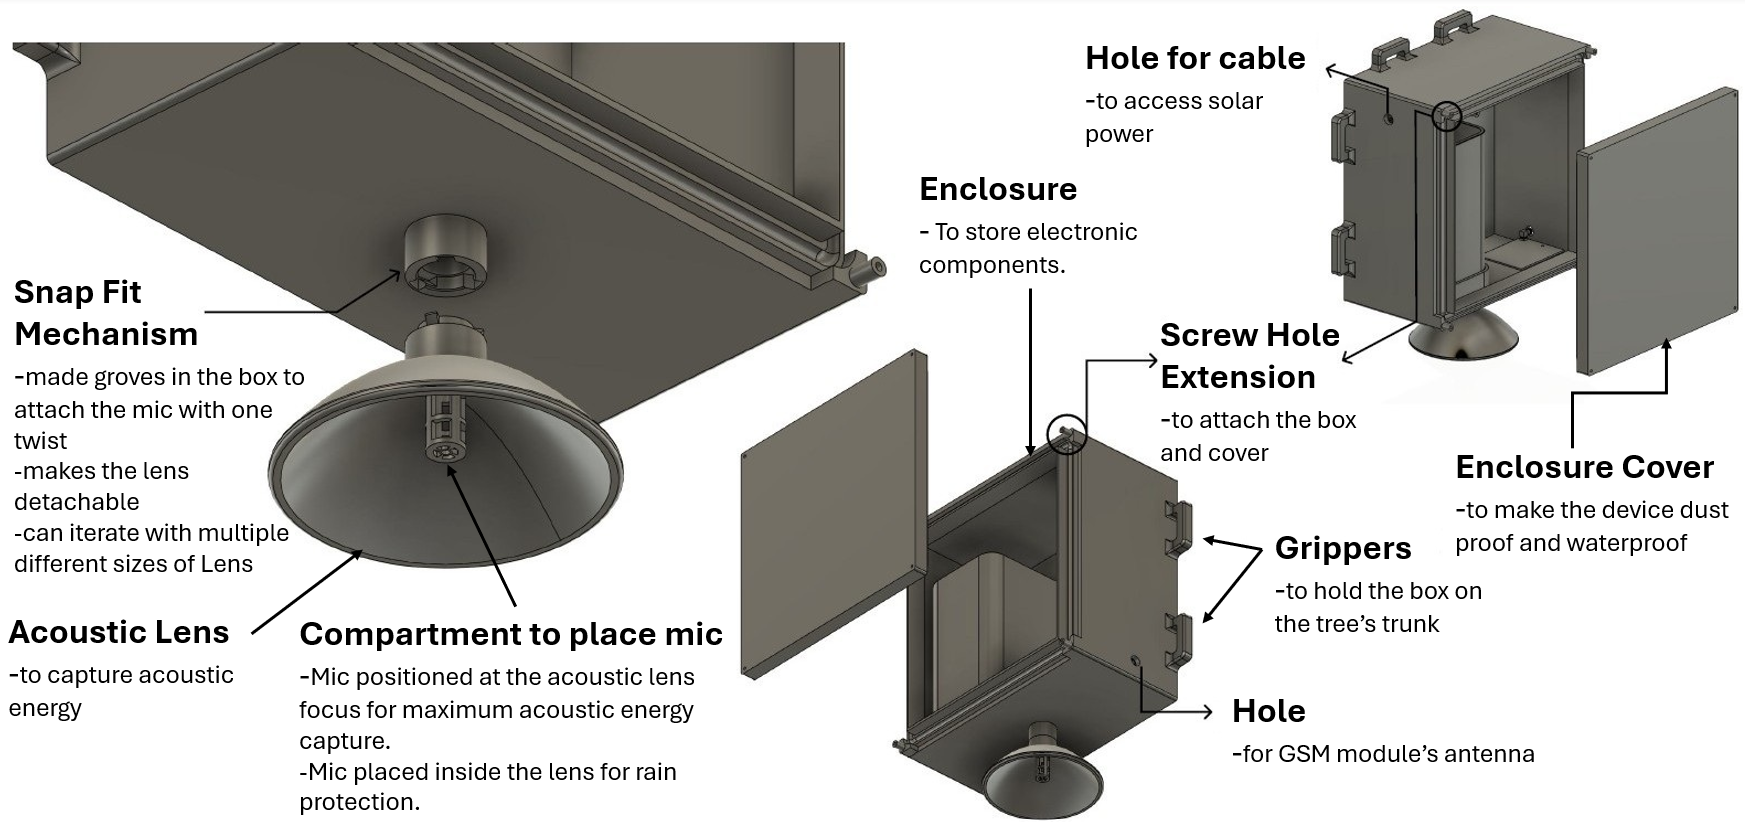 Snap Fit
Mechanism
-made groves in the box to
attach the mic with one
twist
-makes the lens
detachable
-can iterate with multiple
different sizes of Lens
Acoustic Lens
-to capture acoustic
energy
Compartment to place mic
-Mic positioned at the acoustic lens
focus for maximum acoustic energy
capture.
-Mic placed inside the lens for rain
protection.
Enclosure
- To store electronic
components.
Hole for cable
-to access solar
power
Screw Hole
Extension
-to attach the box
and cover
Enclosure Cover
-to make the device dust
proof and waterproof
Grippers
-to hold the box on
the tree’s trunk
Hole
-for GSM module’s antenna